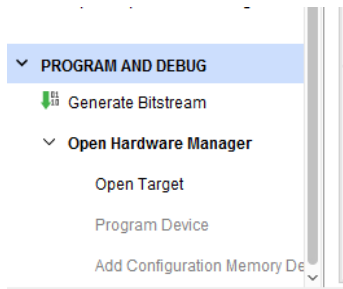 PROGRAM AND DEBUG
Generate Bitstream
Open Hardware Manager
Open Target
Program Device
Add Configuration Memory De